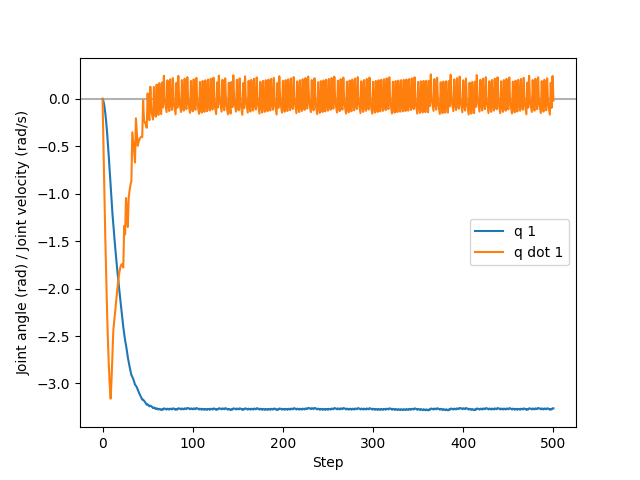 Joint angle (rad) / Joint velocity (rad/s)
0.0
−0.5
−1.0
−1.5
−2.0
−2.5
−3.0
q 1
q dot 1
0 100 200 300 400 500
Step